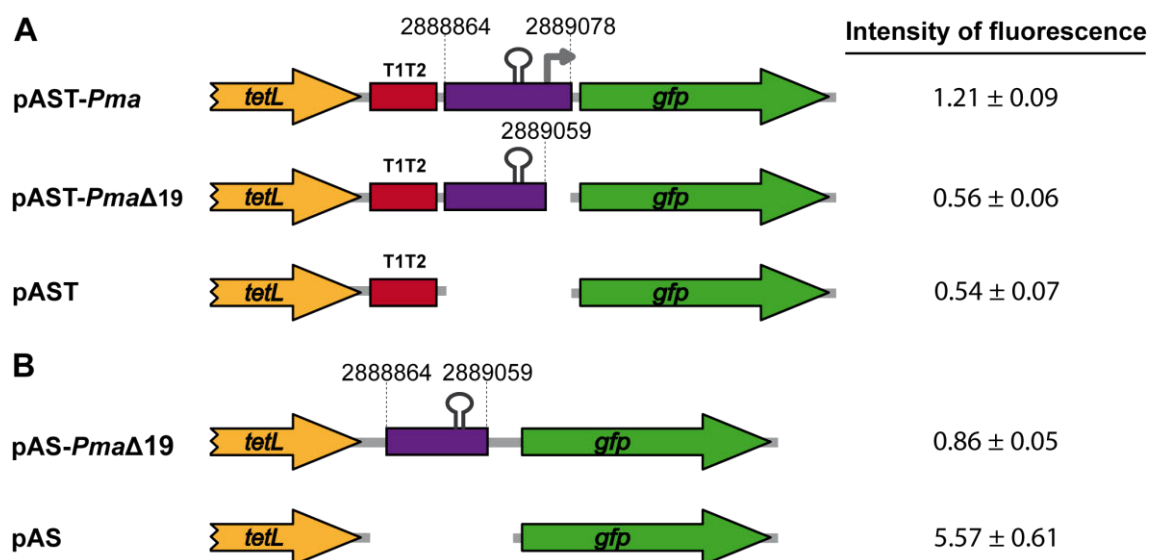 A
2888864 2889078
Intensity of fluorescence
T1T2
pAST-Pma tetL gfp 1.21 ± 0.09
2889059
T1T2
pAST-PmaΔ19 tetL gfp 0.56 ± 0.06
T1T2
pAST tetL gfp 0.54 ± 0.07
B
2888864 2889059
pAS-PmaΔ19 tetL gfp 0.86 ± 0.05
pAS tetL gfp 5.57 ± 0.61